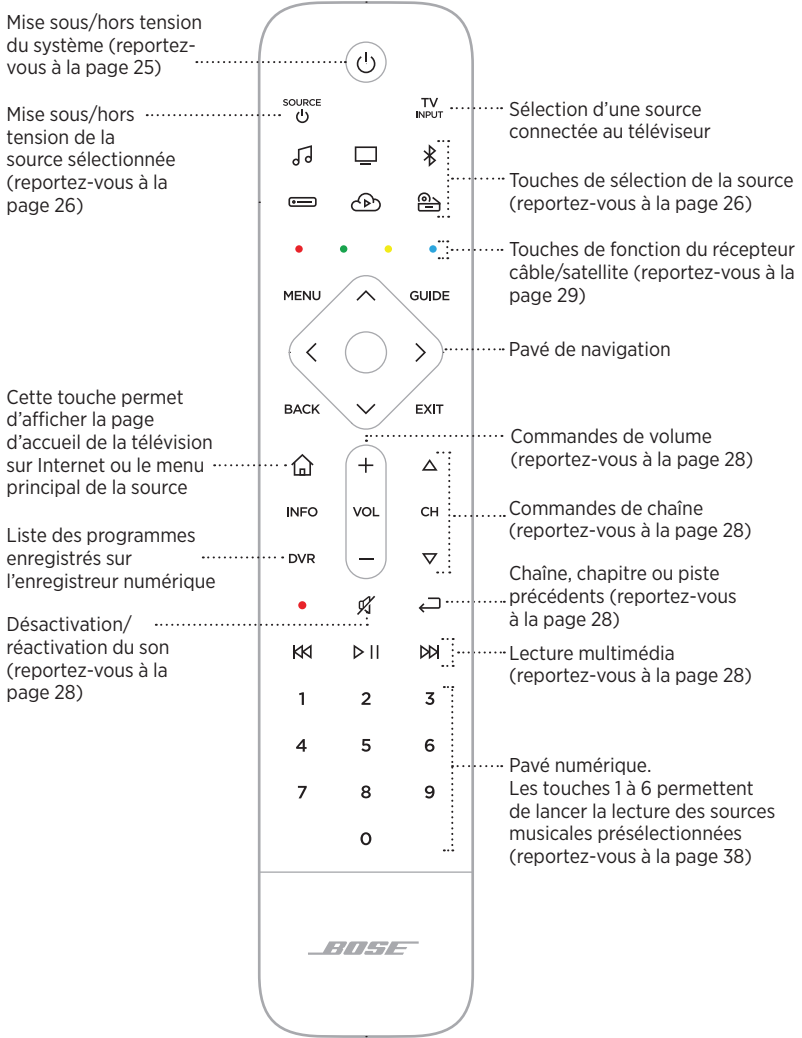 Mise sous/hors tension
du système (reportez-
vous à la page 25)
SOURCE
TV
INPUT
Mise sous/hors
tension de la
source sélectionnée
(reportez-vous à la
page 26)
Sélection d'une source
connectée au téléviseur
Touches de sélection de la source
(reportez-vous à la page 26)
Touches de fonction du récepteur
câble/satellite (reportez-vous à la
page 29)
MENU
GUIDE
Pavé de navigation
BACK
EXIT
Cette touche permet
d'afficher la page
d'accueil de la télévision
sur Internet ou le menu
principal de la source
Commandes de volume
(reportez-vous à la page 28)
INFO
VOL
CH
Commandes de chaîne
(reportez-vous à la page 28)
Liste des programmes
enregistrés sur
l'enregistreur numérique
DVR
Chaîne, chapitre ou piste
précédents (reportez-vous
à la page 28)
Désactivation/
réactivation du son
(reportez-vous à la
page 28)
Lecture multimédia
(reportez-vous à la page 28)
1 2 3
4 5 6
7 8 9
0
Pavé numérique.
Les touches 1 à 6 permettent
de lancer la lecture des sources
musicales présélectionnées
(reportez-vous à la page 38)
BOSE